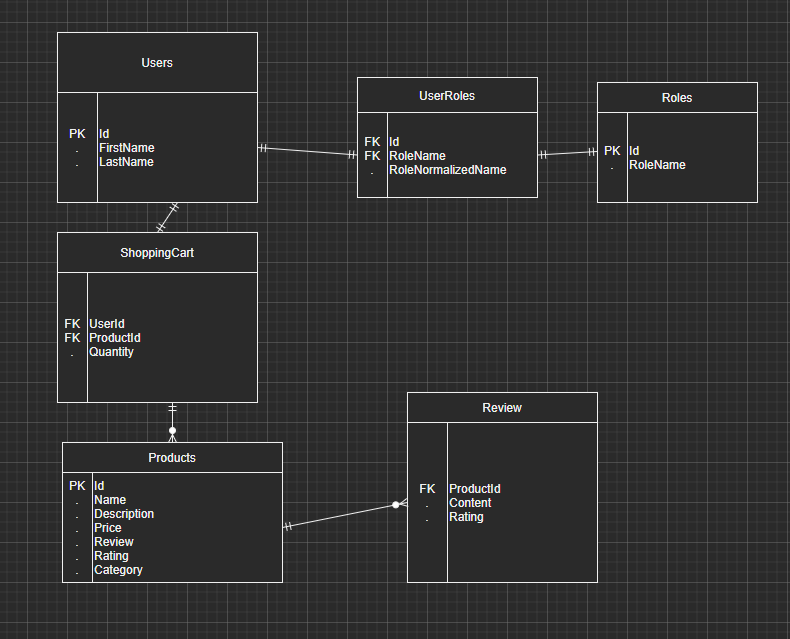 Users
PK Id
. FirstName
. LastName
UserRoles
FK Id
FK RoleName
. RoleNormalizedName
Roles
PK Id
. RoleName
ShoppingCart
FK UserId
FK ProductId
. Quantity
Products
PK Id
. Name
. Description
. Price
. Review
. Rating
. Category
Review
FK ProductId
. Content
. Rating